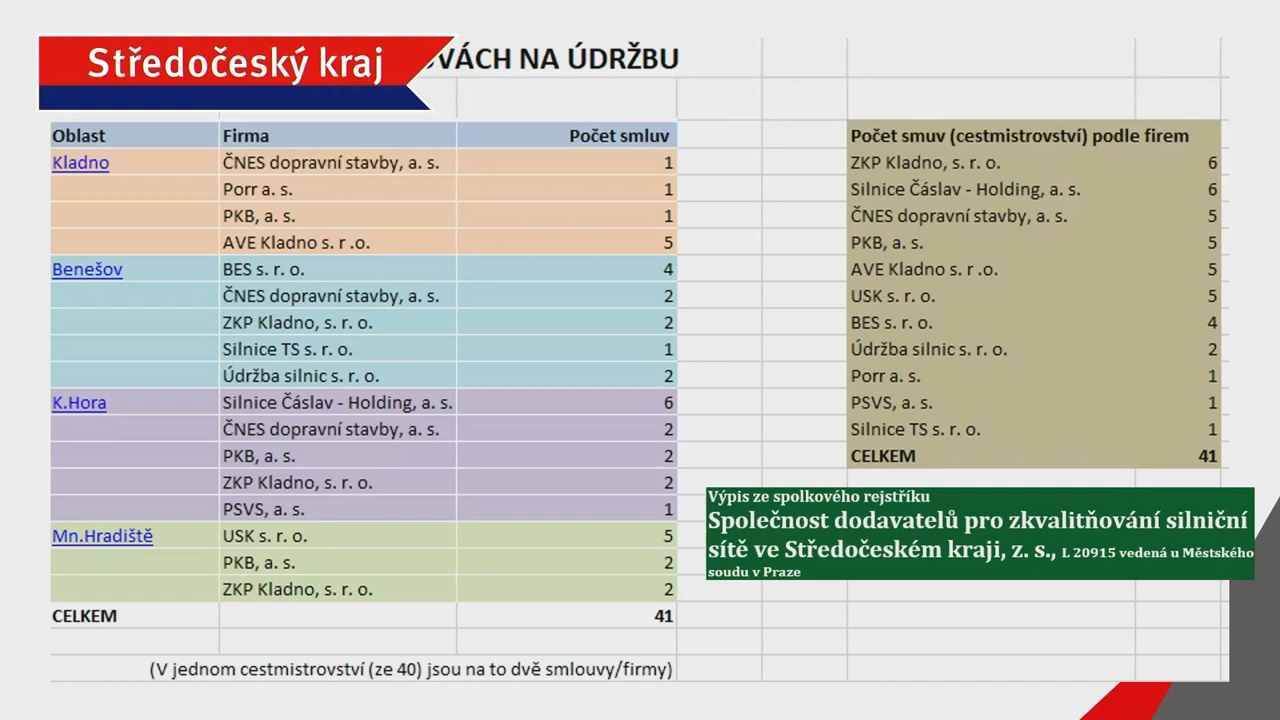 Středočeský kraj
VÁCH NA ÚDRŽBU
Oblast Firma Počet smluv
Kladno ČNES dopravní stavby, a. s. 1
Porr a. s. 1
PKB, a. s. 1
AVE Kladno s. r .o. 5
Benešov BES s. r. o. 4
ČNES dopravní stavby, a. s. 2
ZKP Kladno, s. r. o. 2
Silnice TS s. r. o. 1
Údržba silnic s. r. o. 2
K.Hora Silnice Čáslav - Holding, a. s. 6
ČNES dopravní stavby, a. s. 2
PKB, a. s. 2
ZKP Kladno, s. r. o. 2
PSVS, a. s. 1
Mn.Hradiště USK s. r. o. 5
PKB, a. s. 2
ZKP Kladno, s. r. o. 2
CELKEM 41
(V jednom cestmistrovství (ze 40) jsou na to dvě smlouvy/firmy)
Počet smuv (cestmistrovství) podle firem
ZKP Kladno, s. r. o. 6
Silnice Čáslav - Holding, a. s. 6
ČNES dopravní stavby, a. s. 5
PKB, a. s. 5
AVE Kladno s. r .o. 5
USK s. r. o. 5
BES s. r. o. 4
Údržba silnic s. r. o. 2
Porr a. s. 1
PSVS, a. s. 1
Silnice TS s. r. o. 1
CELKEM 41
Výpis ze spolkového rejstříku
Společnost dodavatelů pro zkvalitňování silniční
sítě ve Středočeském kraji, z. s., L 20915 vedená u Městského
soudu v Praze